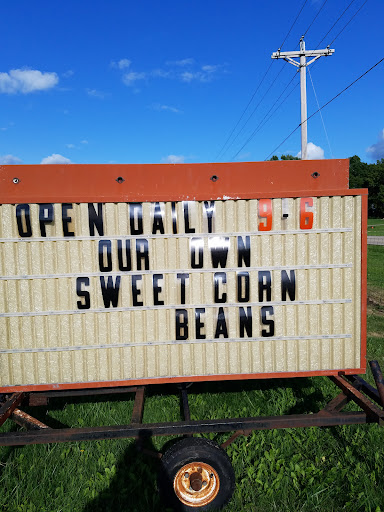 OPEN DAILY 9-6
OUR OWN
SWEET CORN
BEANS